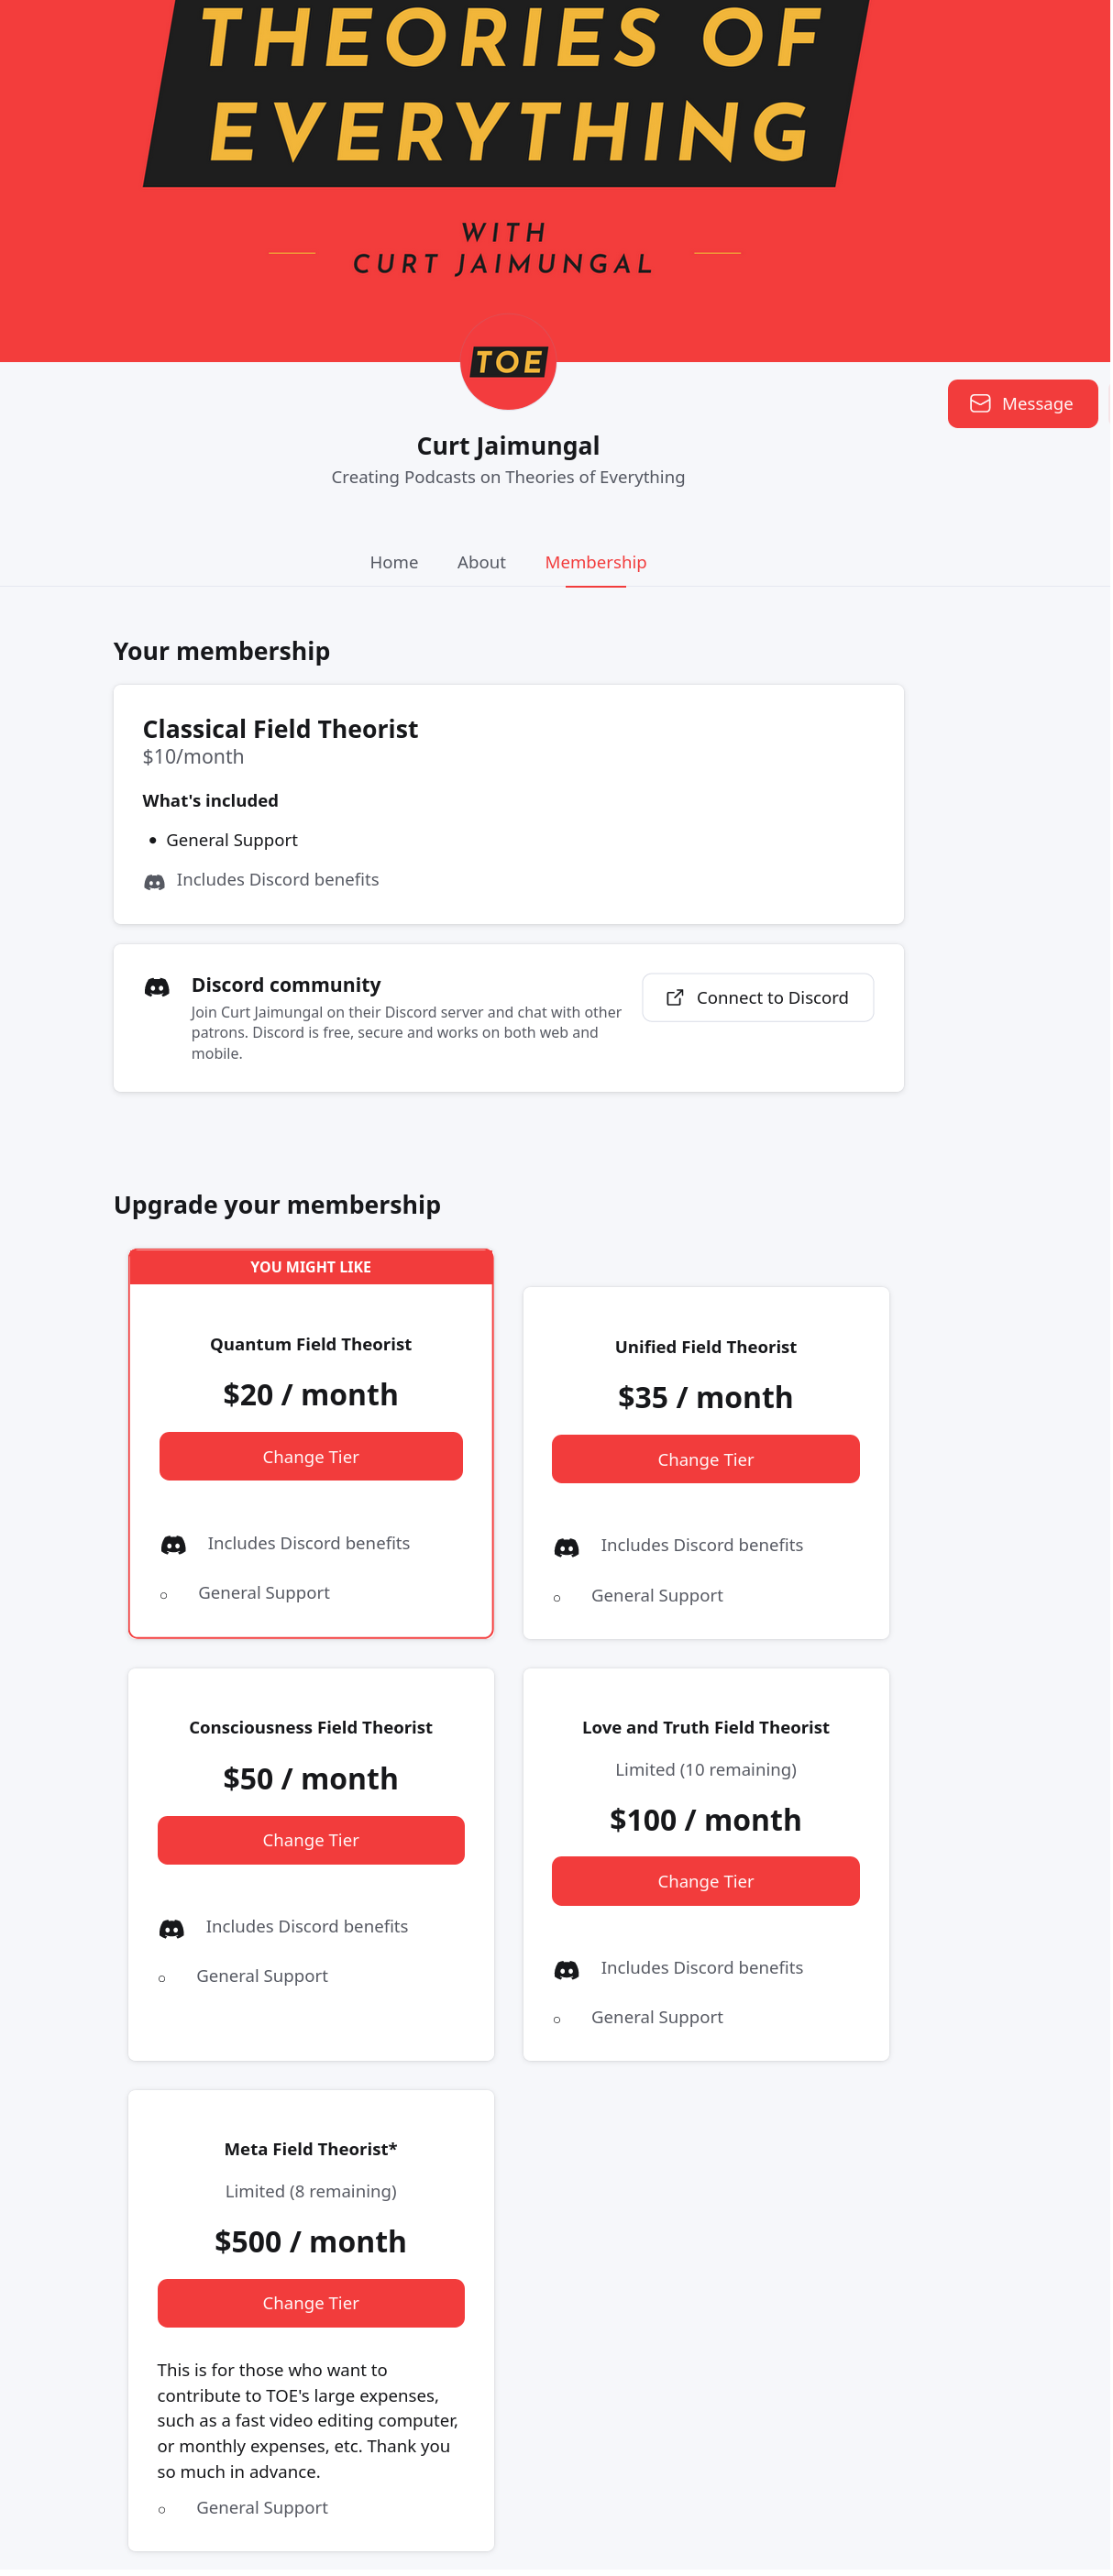 THEORIES OF
EVERYTHING
WITH
CURT JAIMUNGAL
TOE
Message
Curt Jaimungal
Creating Podcasts on Theories of Everything
Home About Membership
Your membership
Classical Field Theorist
$10/month
What's included
• General Support
Includes Discord benefits
Discord community
Join Curt Jaimungal on their Discord server and chat with other
patrons. Discord is free, secure and works on both web and
mobile.
Connect to Discord
Upgrade your membership
YOU MIGHT LIKE
Quantum Field Theorist
$20 / month
Change Tier
Includes Discord benefits
General Support
Unified Field Theorist
$35 / month
Change Tier
Includes Discord benefits
General Support
Consciousness Field Theorist
$50 / month
Change Tier
Includes Discord benefits
General Support
Love and Truth Field Theorist
Limited (10 remaining)
$100 / month
Change Tier
Includes Discord benefits
General Support
Meta Field Theorist*
Limited (8 remaining)
$500 / month
Change Tier
This is for those who want to
contribute to TOE's large expenses,
such as a fast video editing computer,
or monthly expenses, etc. Thank you
so much in advance.
General Support